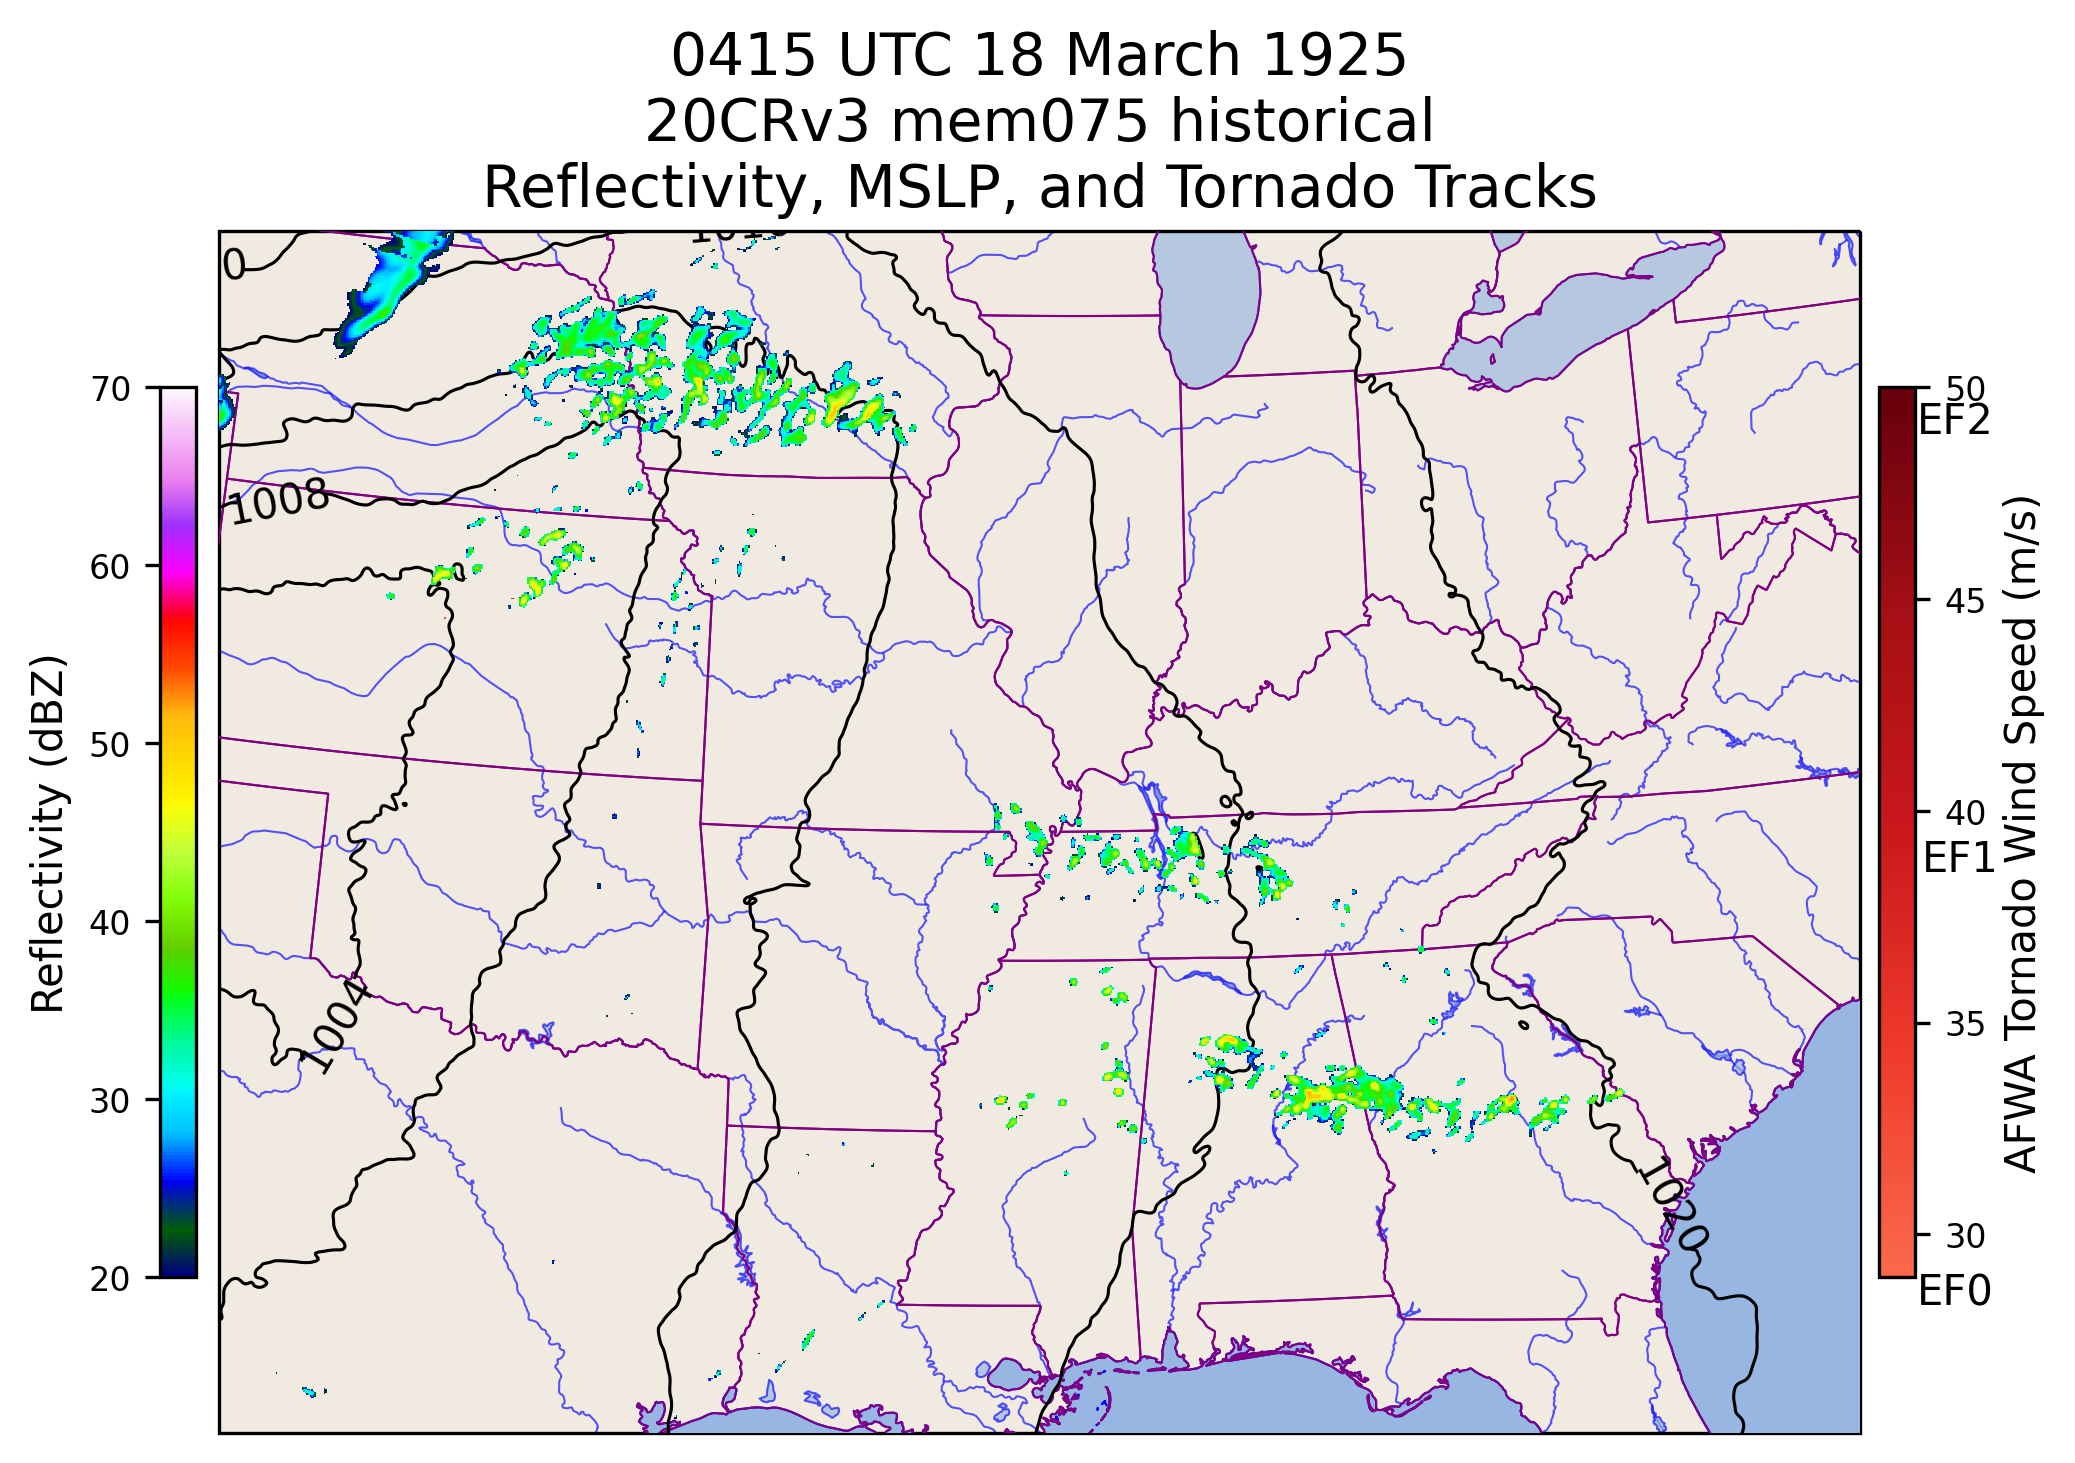 0415 UTC 18 March 1925
20CRv3 mem075 historical
Reflectivity, MSLP, and Tornado Tracks
0
1008
1004
1020
70
60
50
40
30
20
Reflectivity (dBZ)
50
EF2
45
40
EF1
35
30
EF0
AFWA Tornado Wind Speed (m/s)